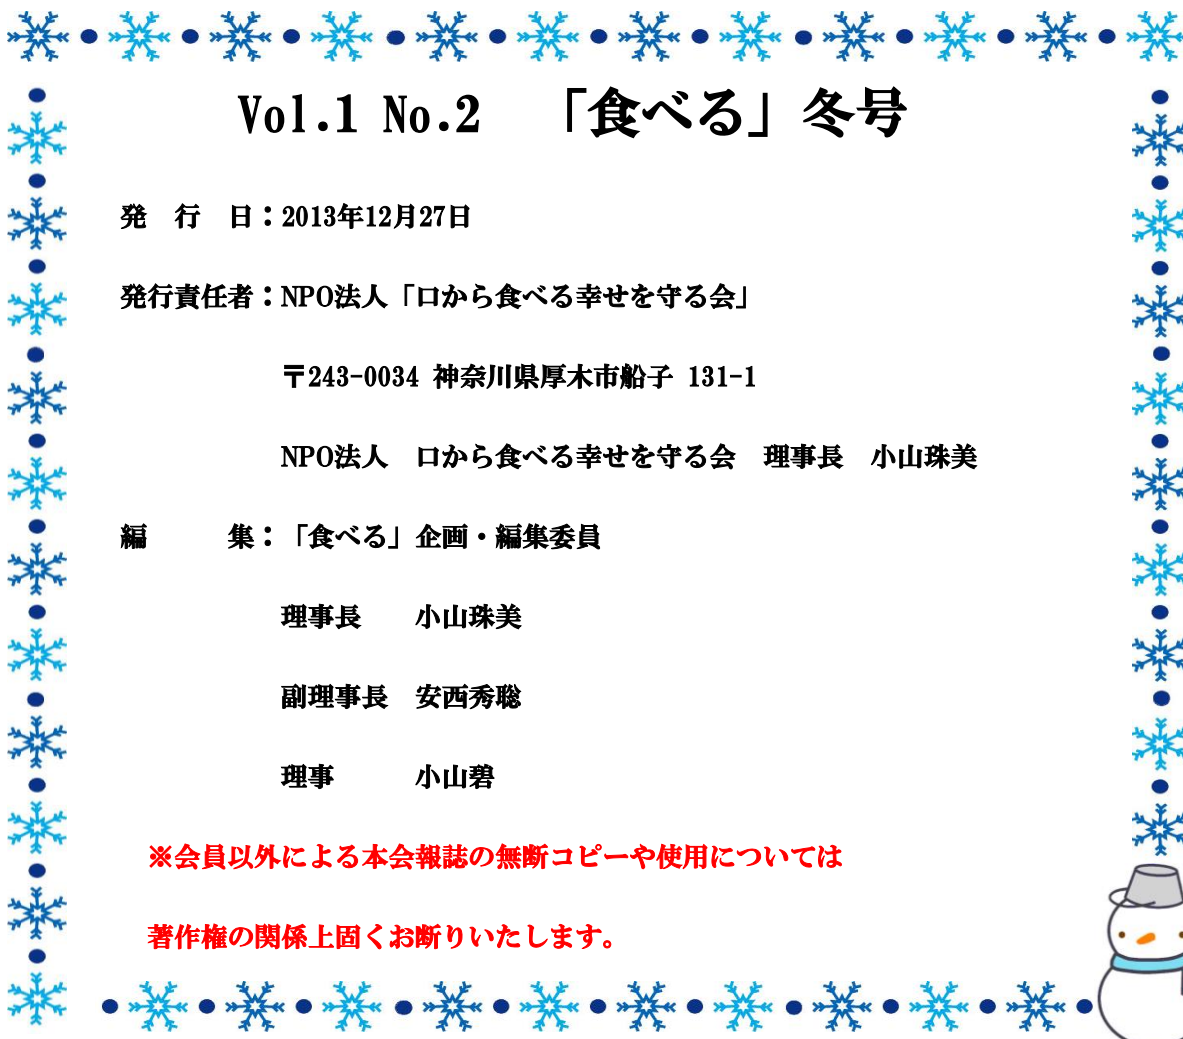 Vol.1 No.2　「食べる」冬号
発　行　日：2013年12月27日
発行責任者：NPO法人「口から食べる幸せを守る会」
〒243-0034 神奈川県厚木市船子 131-1
NPO法人　口から食べる幸せを守る会　理事長　小山珠美
編　　　集：「食べる」企画・編集委員
理事長　　小山珠美
副理事長　安西秀聡
理事　　　小山碧
※会員以外による本会報誌の無断コピーや使用については
著作権の関係上固くお断りいたします。